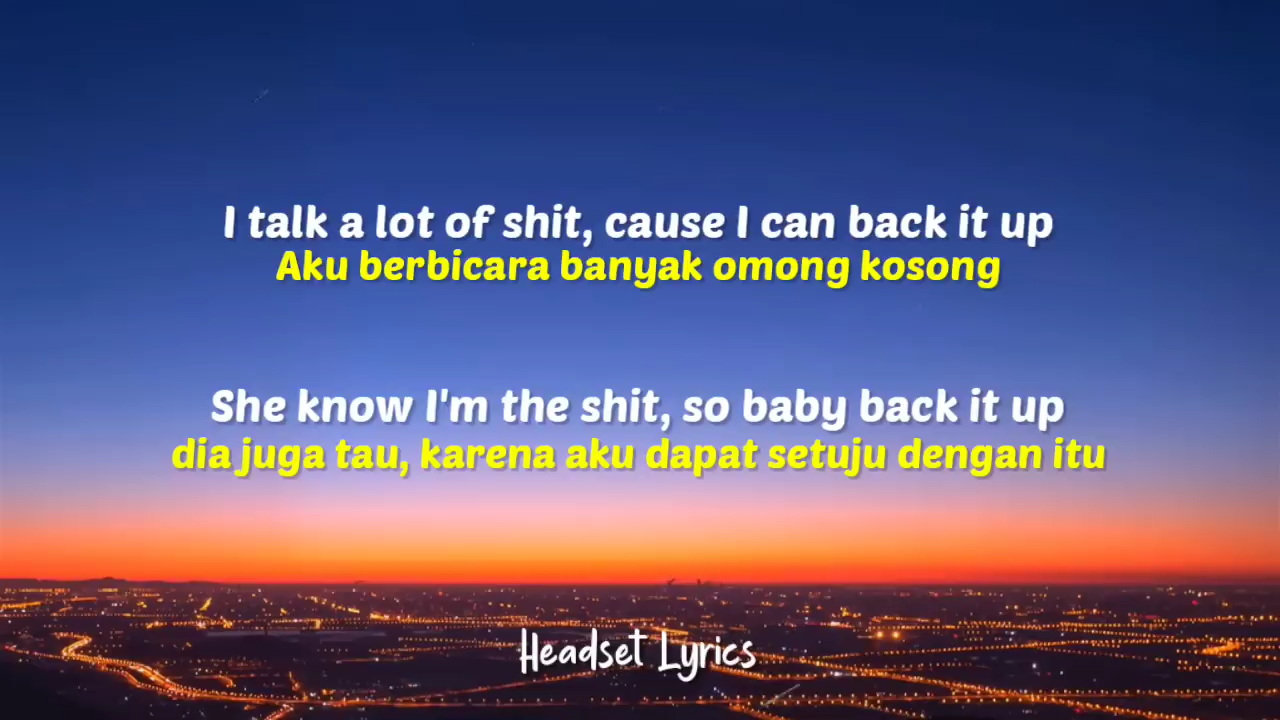 I talk a lot of shit, cause I can back it up
Aku berbicara banyak omong kosong
She know I'm the shit, so baby back it up
dia juga tau, karena aku dapat setuju dengan itu
Headset Lyrics